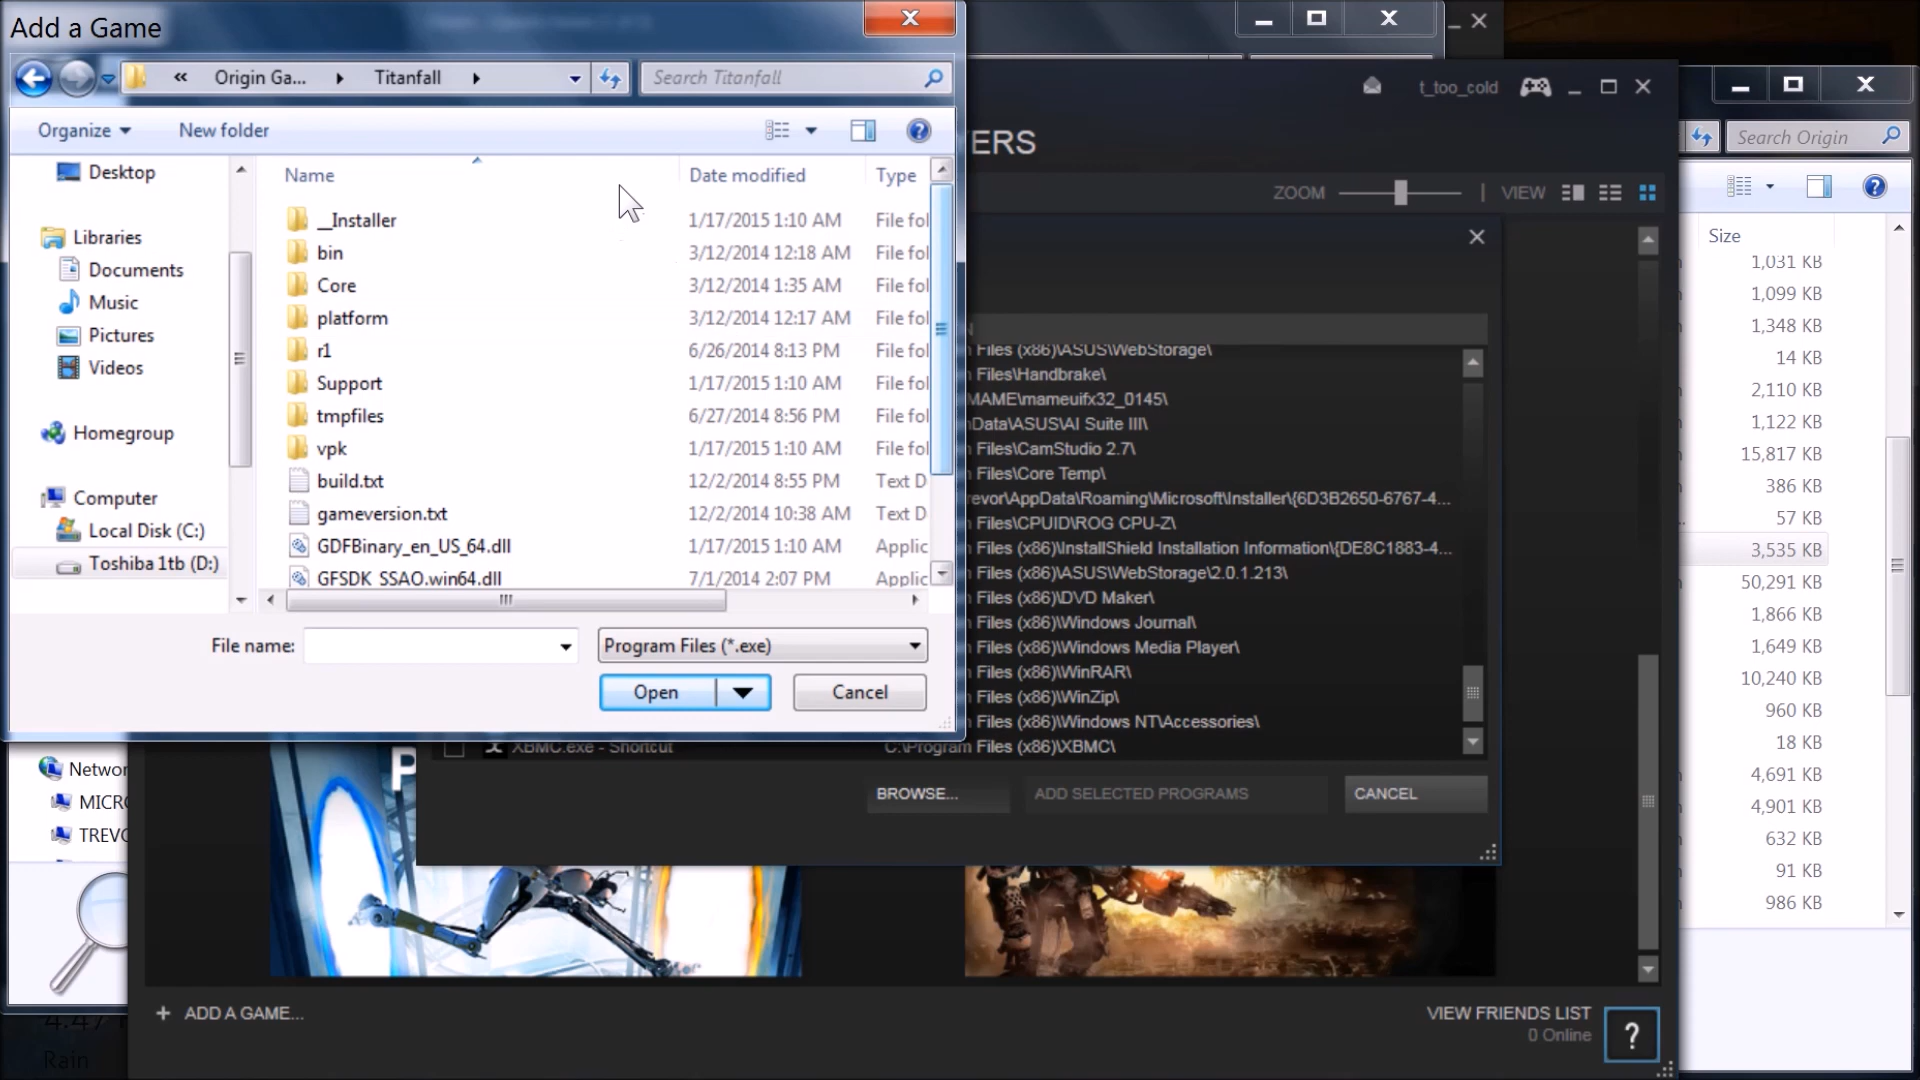 Add a Game
« Origin Ga... Titanfall
Search Titanfall
Organize
New folder
Desktop
Libraries
Documents
Music
Pictures
Videos
Homegroup
Computer
Local Disk (C:)
Toshiba 1tb (D:)
Name Date modified Type
__Installer 1/17/2015 1:10 AM File fol
bin 3/12/2014 12:18 AM File fol
Core 3/12/2014 1:35 AM File fol
platform 3/12/2014 12:17 AM File fol
r1 6/26/2014 8:13 PM File fol
Support 1/17/2015 1:10 AM File fol
tmpfiles 6/27/2014 8:56 PM File fol
vpk 1/17/2015 1:10 AM File fol
build.txt 12/2/2014 8:55 PM Text D
gameversion.txt 12/2/2014 10:38 AM Text D
GDFBinary_en_US_64.dll 1/17/2015 1:10 AM Applic
GFSDK_SSAO.win64.dll 7/1/2014 2:07 PM Applic
File name:
Program Files (*.exe)
Open
Cancel
t_too_cold
ERS
ZOOM | VIEW
N
Files (x86)\ASUS\WebStorage\
Files\Handbrake\
MAME\mameuifx32_0145\
Data\ASUS\AI Suite III\
Files\CamStudio 2.7\
Files\Core Temp\
revor\AppData\Roaming\Microsoft\Installer\{6D3B2650-6767-4...
Files\CPUID\ROG CPU-Z\
Files (x86)\InstallShield Installation Information\{DE8C1883-4...
Files (x86)\ASUS\WebStorage\2.0.1.213\
Files (x86)\DVD Maker\
Files (x86)\Windows Journal\
Files (x86)\Windows Media Player\
Files (x86)\WinRAR\
Files (x86)\WinZip\
Files (x86)\Windows NT\Accessories\
XBMC.exe - Shortcut C:\Program Files (x86)\XBMC\
BROWSE...
ADD SELECTED PROGRAMS
CANCEL
P
Networ
MICR
TREVO
+ ADD A GAME...
VIEW FRIENDS LIST
0 Online
?
Rain
Search Origin
Size
1,031 KB
1,099 KB
1,348 KB
14 KB
2,110 KB
1,122 KB
15,817 KB
386 KB
57 KB
3,535 KB
50,291 KB
1,866 KB
1,649 KB
10,240 KB
960 KB
18 KB
4,691 KB
4,901 KB
632 KB
91 KB
986 KB